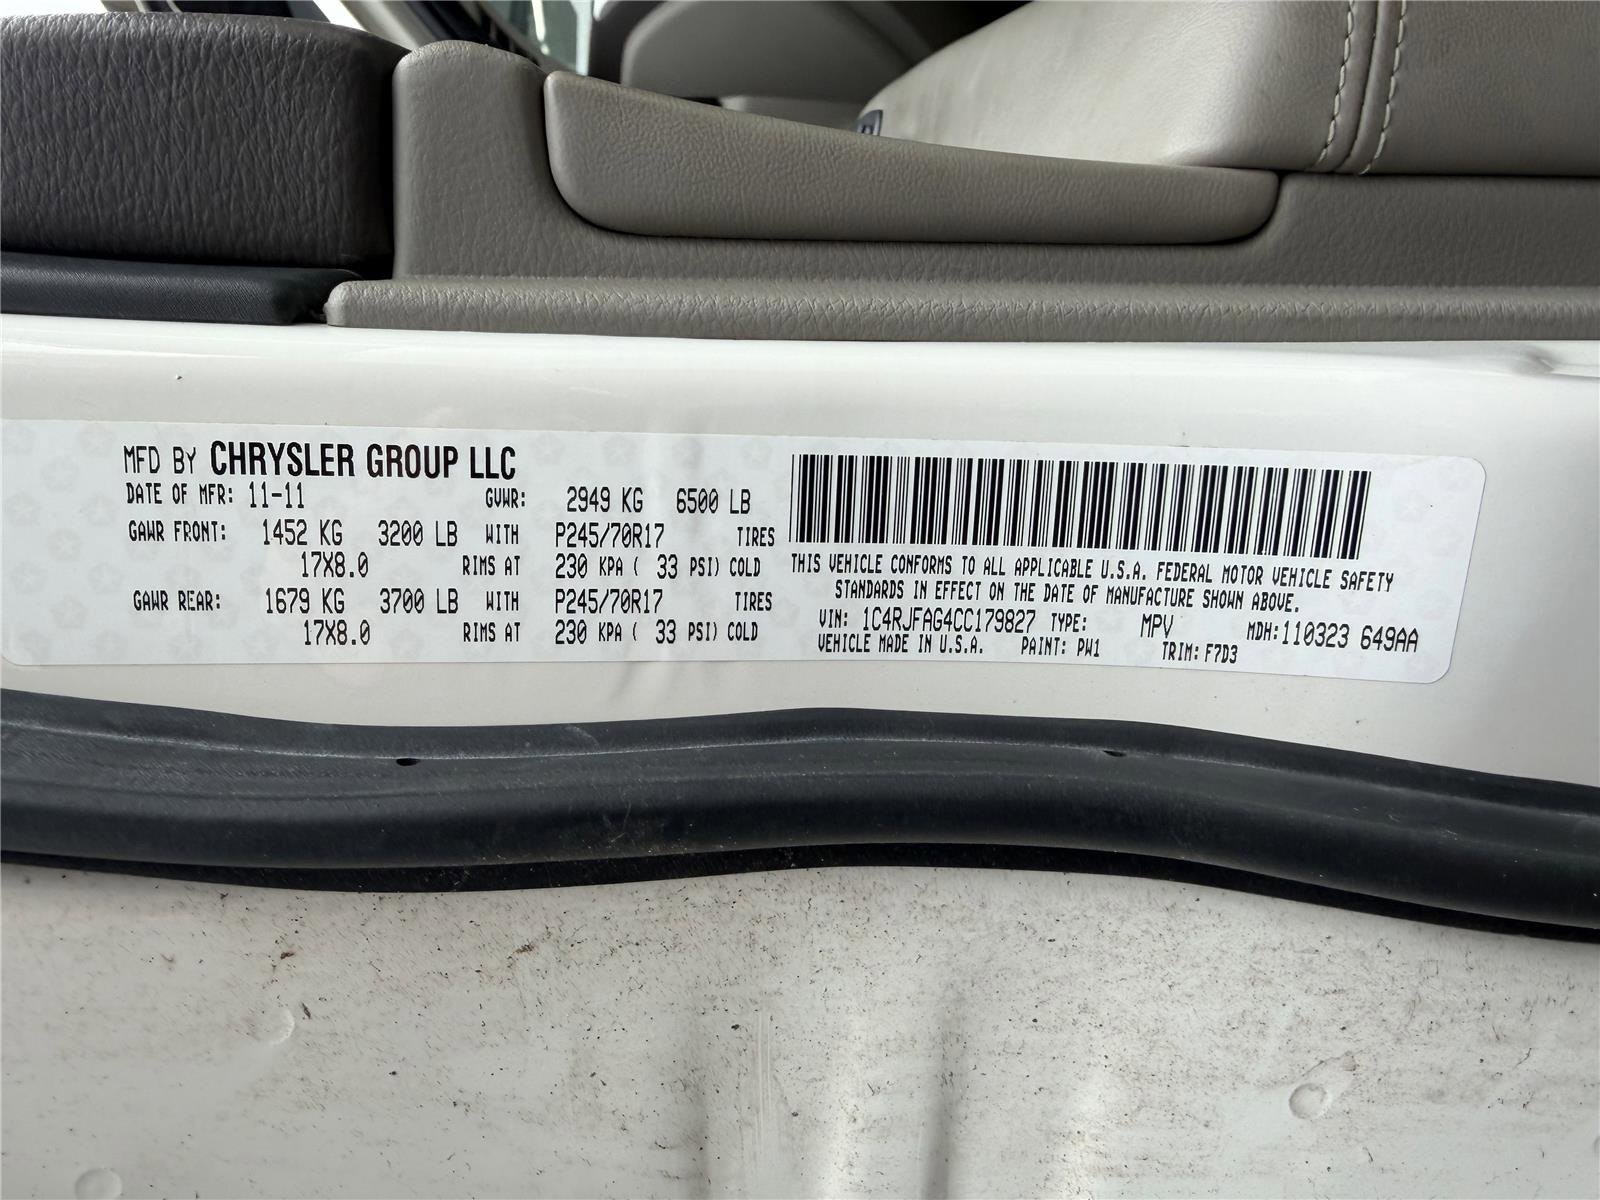 MFD BY CHRYSLER GROUP LLC
DATE OF MFR: 11-11 GVWR: 2949 KG 6500 LB
GAWR FRONT: 1452 KG 3200 LB WITH P245/70R17 TIRES
17X8.0 RIMS AT 230 KPA ( 33 PSI) COLD
GAWR REAR: 1679 KG 3700 LB WITH P245/70R17 TIRES
17X8.0 RIMS AT 230 KPA ( 33 PSI) COLD
THIS VEHICLE CONFORMS TO ALL APPLICABLE U.S.A. FEDERAL MOTOR VEHICLE SAFETY
STANDARDS IN EFFECT ON THE DATE OF MANUFACTURE SHOWN ABOVE.
VIN: 1C4RJFAG4CC179827 TYPE: MPV MDH: 110323 649AA
VEHICLE MADE IN U.S.A. PAINT: PW1 TRIM: F7D3